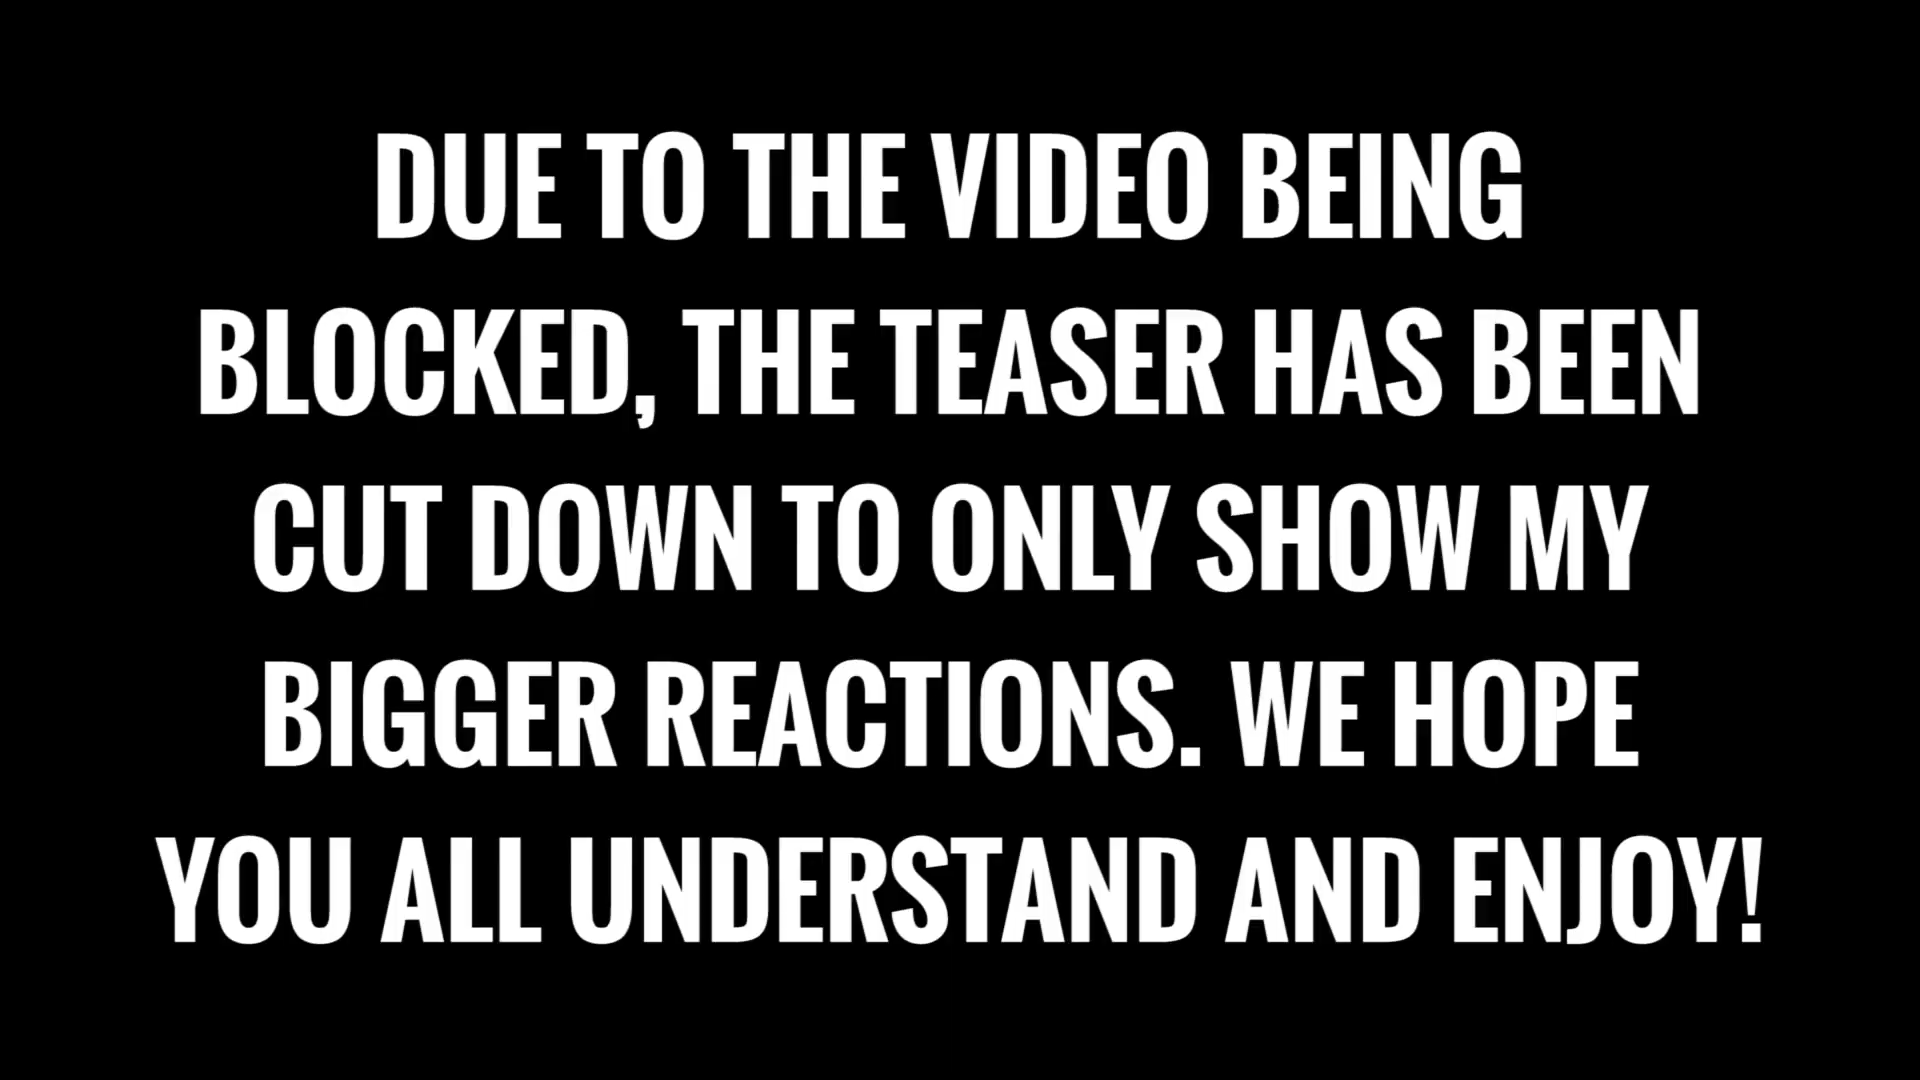 DUE TO THE VIDEO BEING
BLOCKED, THE TEASER HAS BEEN
CUT DOWN TO ONLY SHOW MY
BIGGER REACTIONS. WE HOPE
YOU ALL UNDERSTAND AND ENJOY!